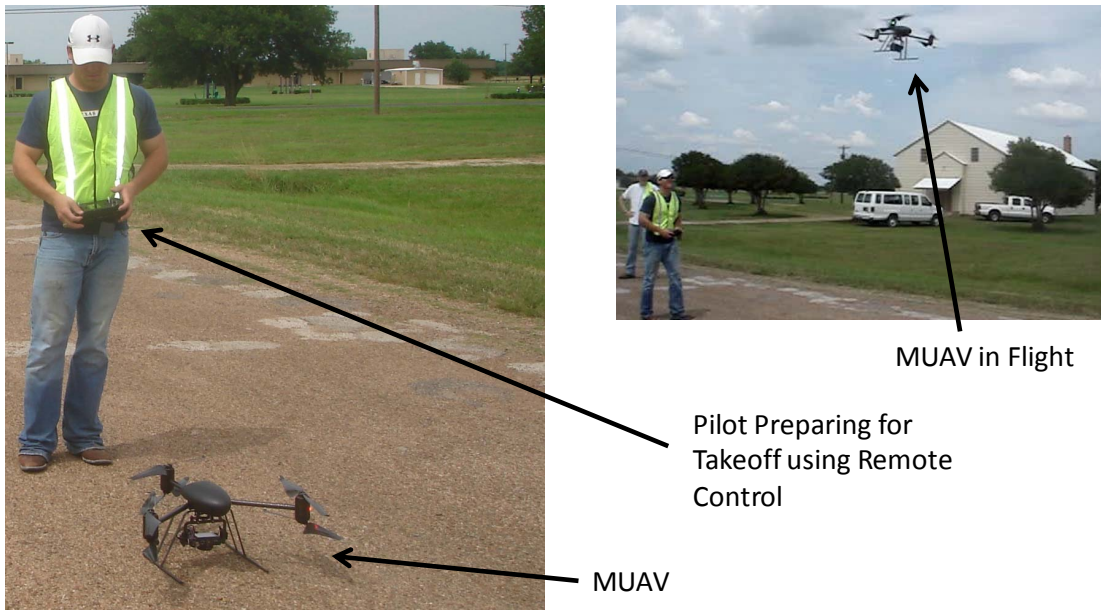 MUAV in Flight
Pilot Preparing for
Takeoff using Remote
Control
MUAV